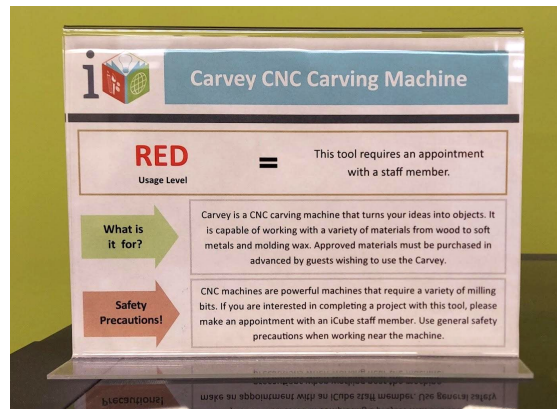 i
Carvey CNC Carving Machine
RED
Usage Level
=
This tool requires an appointment
with a staff member.
What is
it for?
Carvey is a CNC carving machine that turns your ideas into objects. It
is capable of working with a variety of materials from wood to soft
metals and molding wax. Approved materials must be purchased in
advanced by guests wishing to use the Carvey.
Safety
Precautions!
CNC machines are powerful machines that require a variety of milling
bits. If you are interested in completing a project with this tool, please
make an appointment with an iCube staff member. Use general safety
precautions when working near the machine.